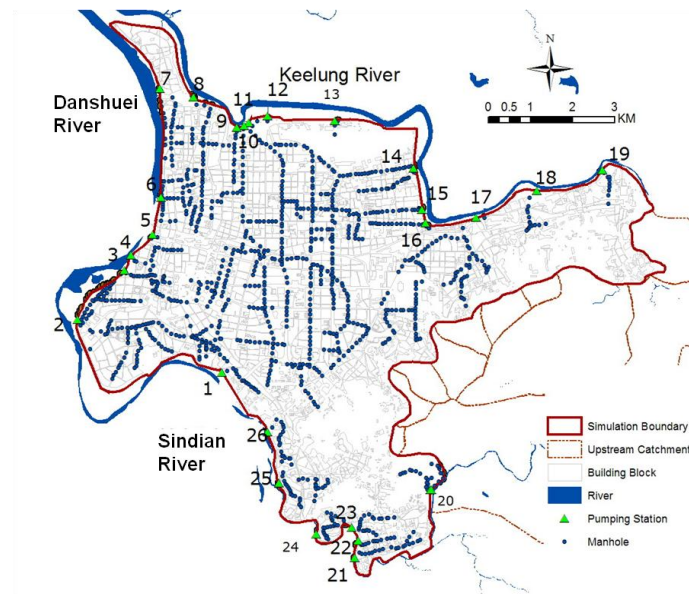 Keelung River
N
Danshuei
River
0 0.5 1 2 3
KM
7
8
9
10
11
12
13
14
15
16
17
18
19
6
5
4
3
2
1
Sindian
River
26
25
24
23
22
21
20
Simulation Boundary
Upstream Catchment
Building Block
River
Pumping Station
Manhole